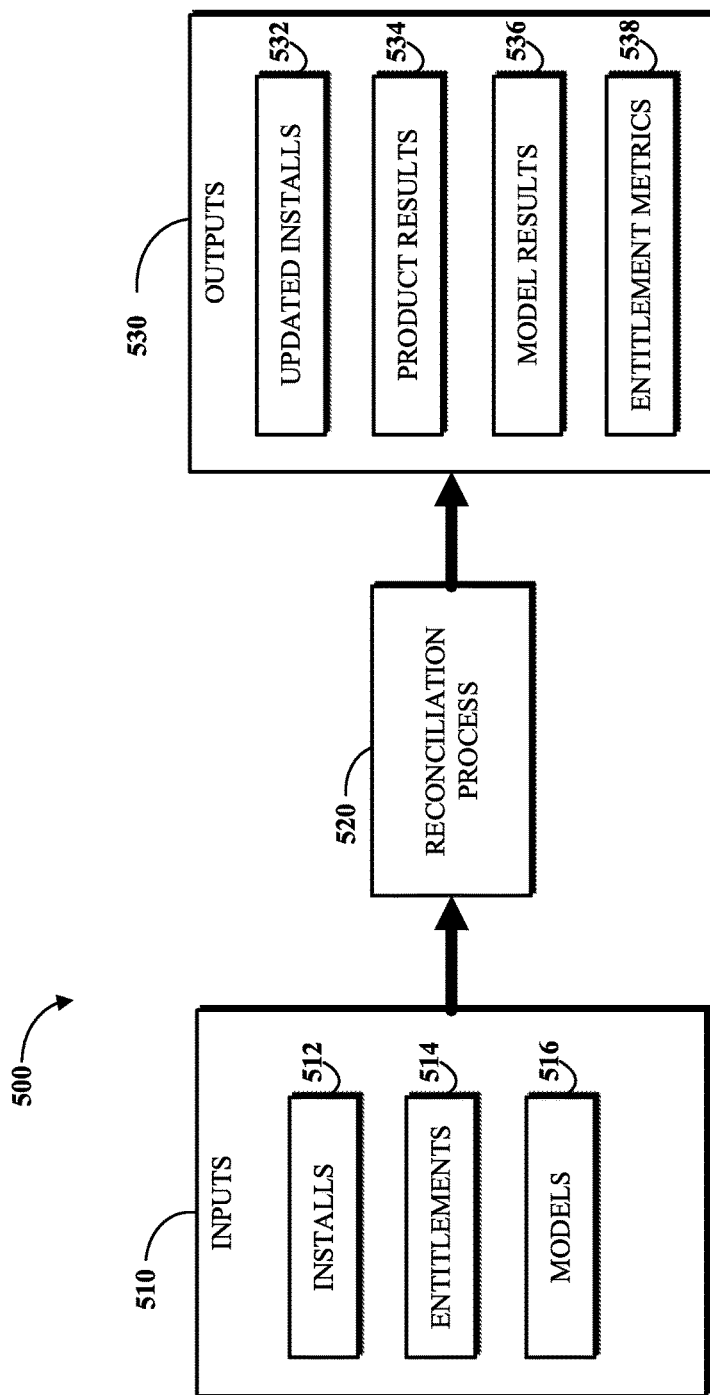 500
510
INPUTS
512
INSTALLS
514
ENTITLEMENTS
516
MODELS
520
RECONCILIATION
PROCESS
530
OUTPUTS
532
UPDATED INSTALLS
534
PRODUCT RESULTS
536
MODEL RESULTS
538
ENTITLEMENT METRICS